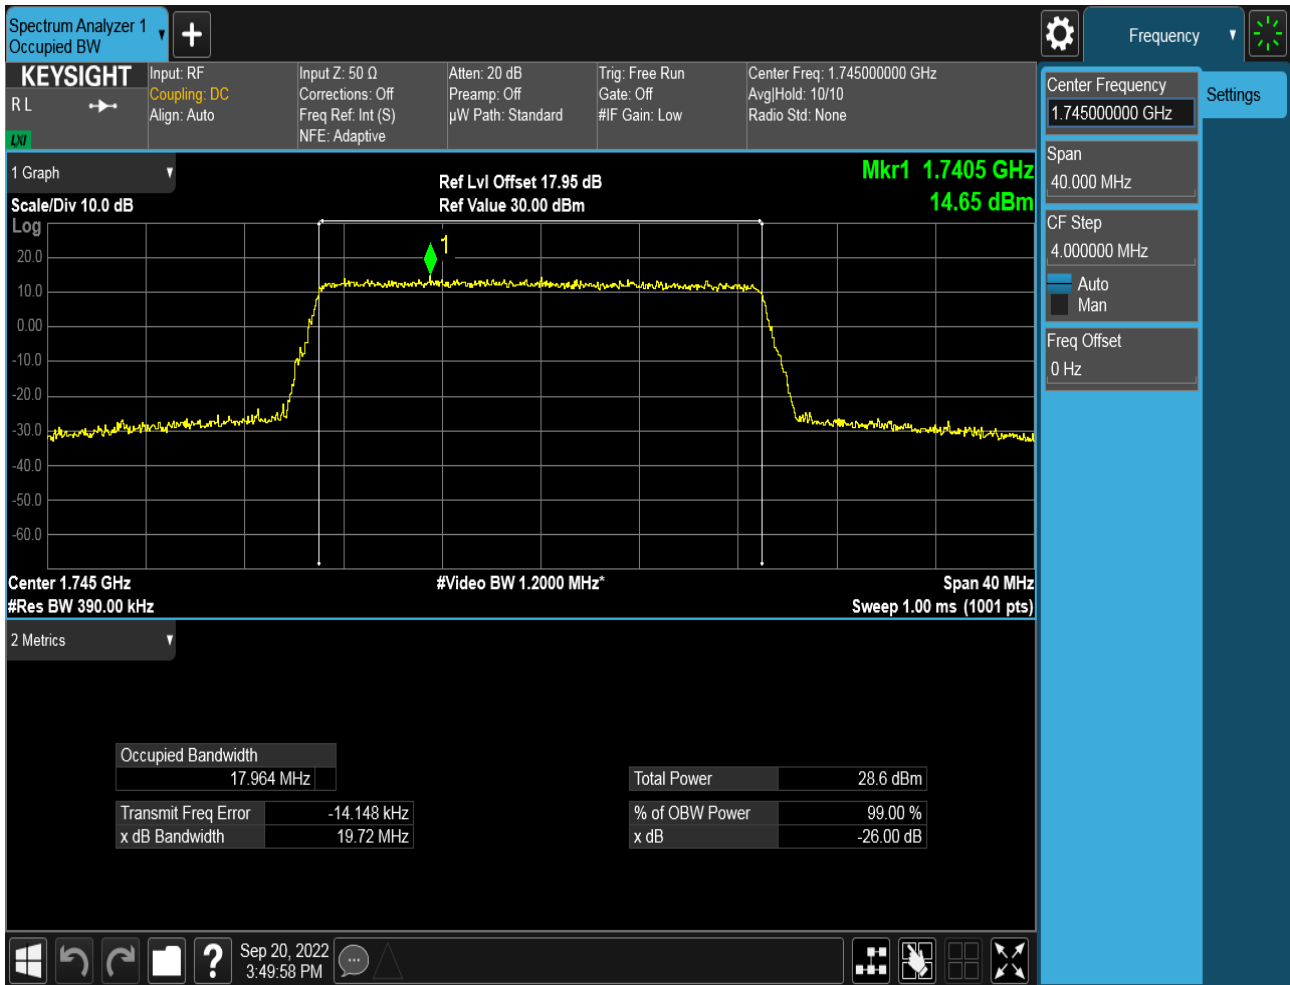 Spectrum Analyzer 1
Occupied BW
Frequency
KEYSIGHT
R L
LXI
Input: RF
Coupling: DC
Align: Auto
Input Z: 50 Ω
Corrections: Off
Freq Ref: Int (S)
NFE: Adaptive
Atten: 20 dB
Preamp: Off
µW Path: Standard
Trig: Free Run
Gate: Off
#IF Gain: Low
Center Freq: 1.745000000 GHz
Avg|Hold: 10/10
Radio Std: None
Center Frequency
1.745000000 GHz
Settings
Span
40.000 MHz
CF Step
4.000000 MHz
Auto
Man
Freq Offset
0 Hz
1 Graph
Scale/Div 10.0 dB
Log
Ref Lvl Offset 17.95 dB
Ref Value 30.00 dBm
Mkr1 1.7405 GHz
14.65 dBm
1
20.0
10.0
0.00
-10.0
-20.0
-30.0
-40.0
-50.0
-60.0
Center 1.745 GHz
#Res BW 390.00 kHz
#Video BW 1.2000 MHz*
Span 40 MHz
Sweep 1.00 ms (1001 pts)
2 Metrics
Occupied Bandwidth
17.964 MHz
Transmit Freq Error -14.148 kHz
x dB Bandwidth 19.72 MHz
Total Power 28.6 dBm
% of OBW Power 99.00 %
x dB -26.00 dB
Sep 20, 2022
3:49:58 PM